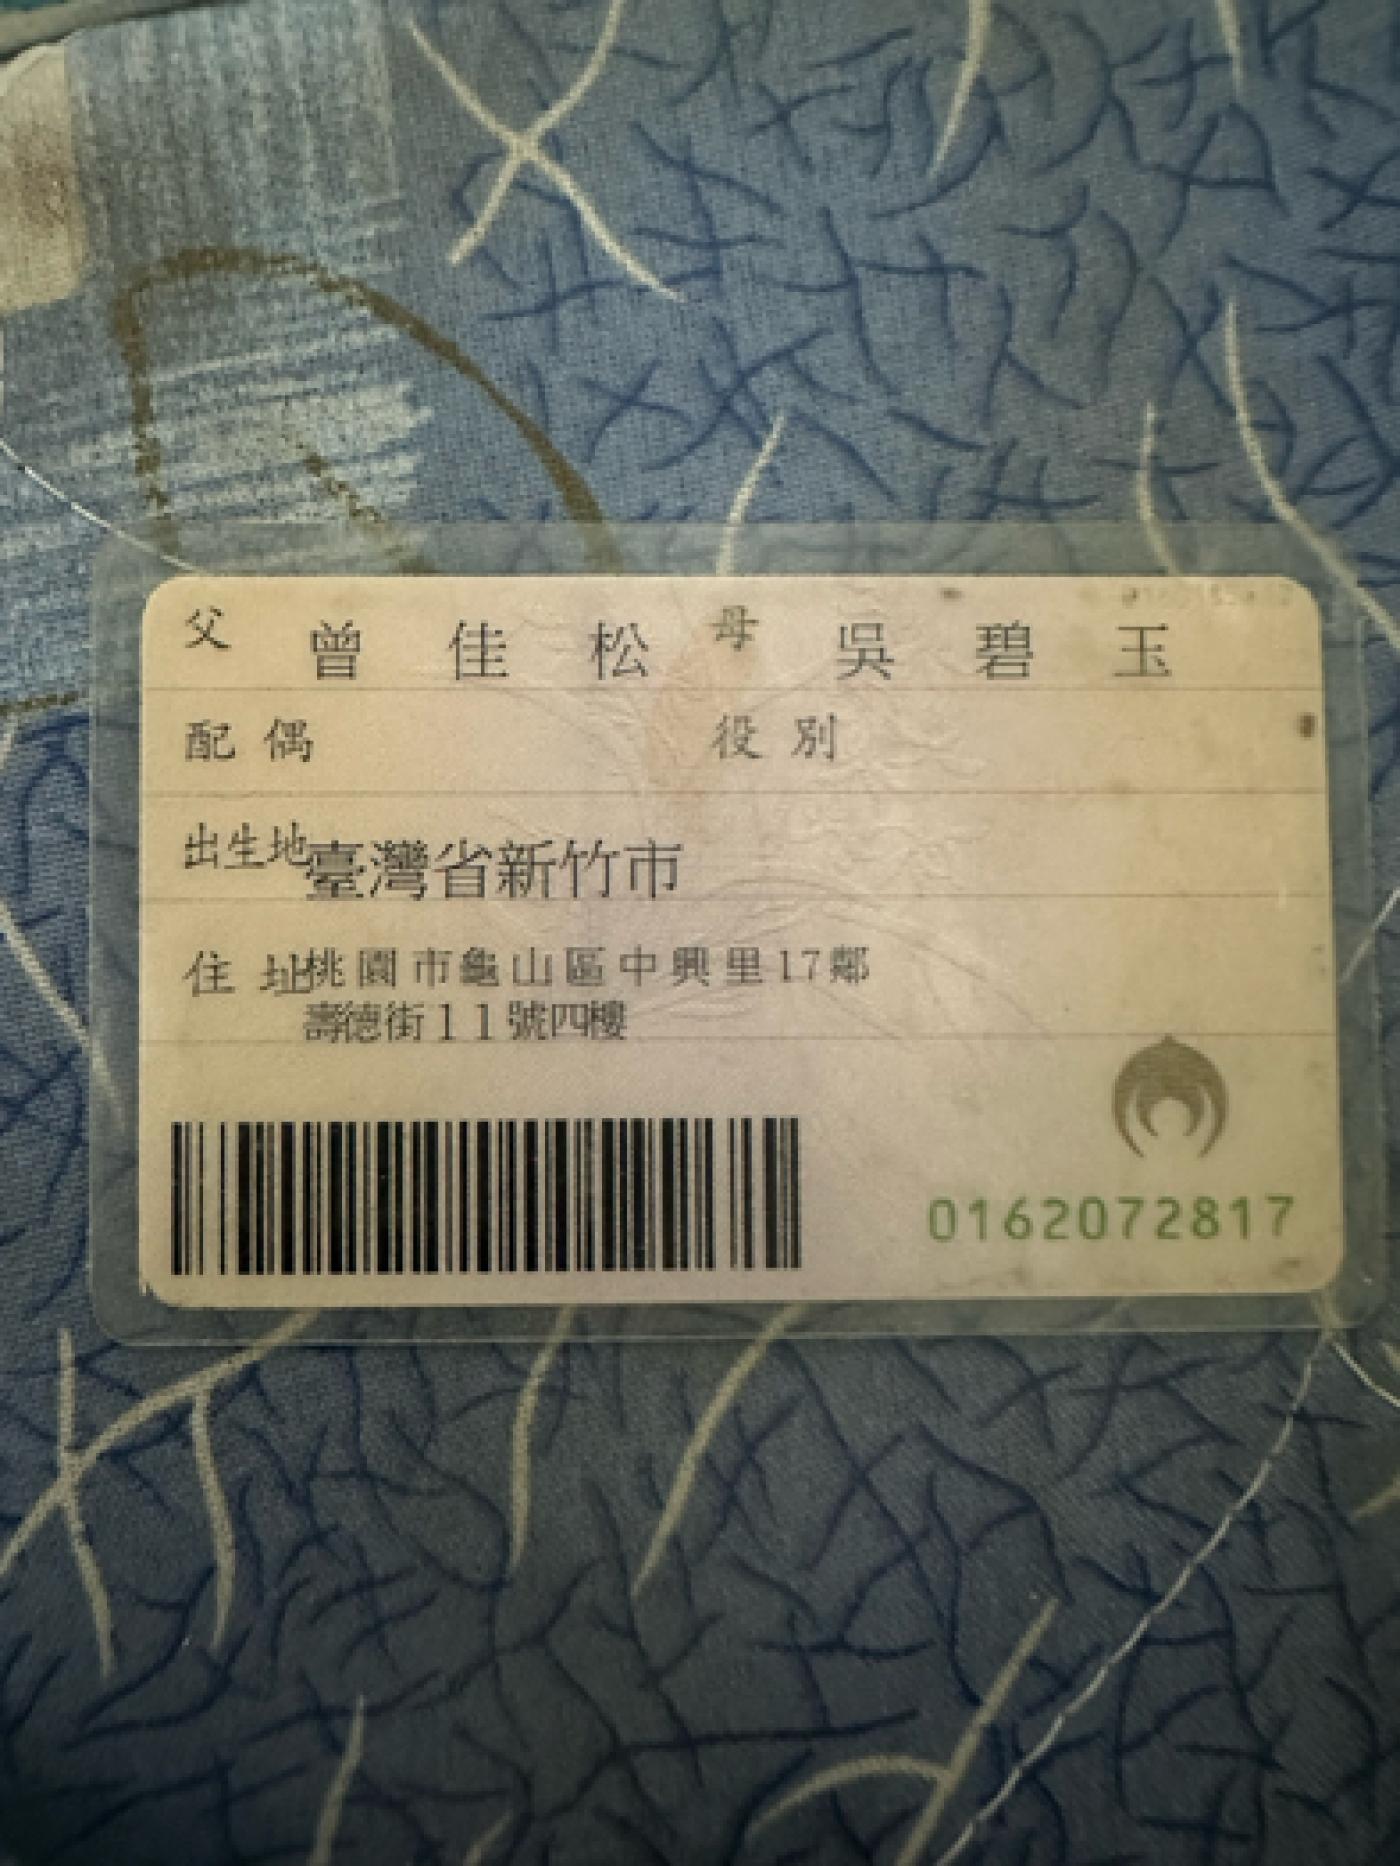 父 曾佳松 母 吳碧玉
配偶 役別
出生地 臺灣省新竹市
住址 桃園市龜山區中興里17鄰
壽德街11號四樓
0162072817